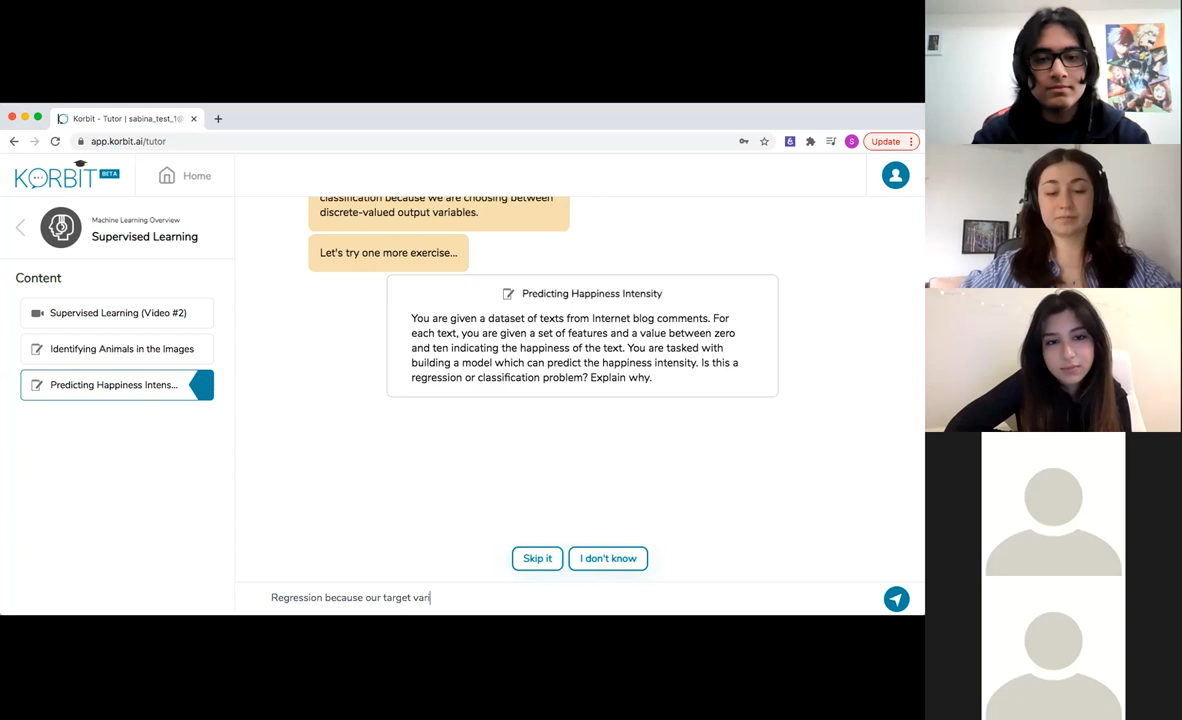 Korbit - Tutor | sabina_test_1@
app.korbit.ai/tutor
Update
KORBIT BETA
Home
Machine Learning Overview
Supervised Learning
Content
Supervised Learning (Video #2)
Identifying Animals in the Images
Predicting Happiness Intens...
classification because we are choosing between
discrete-valued output variables.
Let's try one more exercise...
Predicting Happiness Intensity
You are given a dataset of texts from Internet blog comments. For
each text, you are given a set of features and a value between zero
and ten indicating the happiness of the text. You are tasked with
building a model which can predict the happiness intensity. Is this a
regression or classification problem? Explain why.
Skip it
I don't know
Regression because our target vari
S